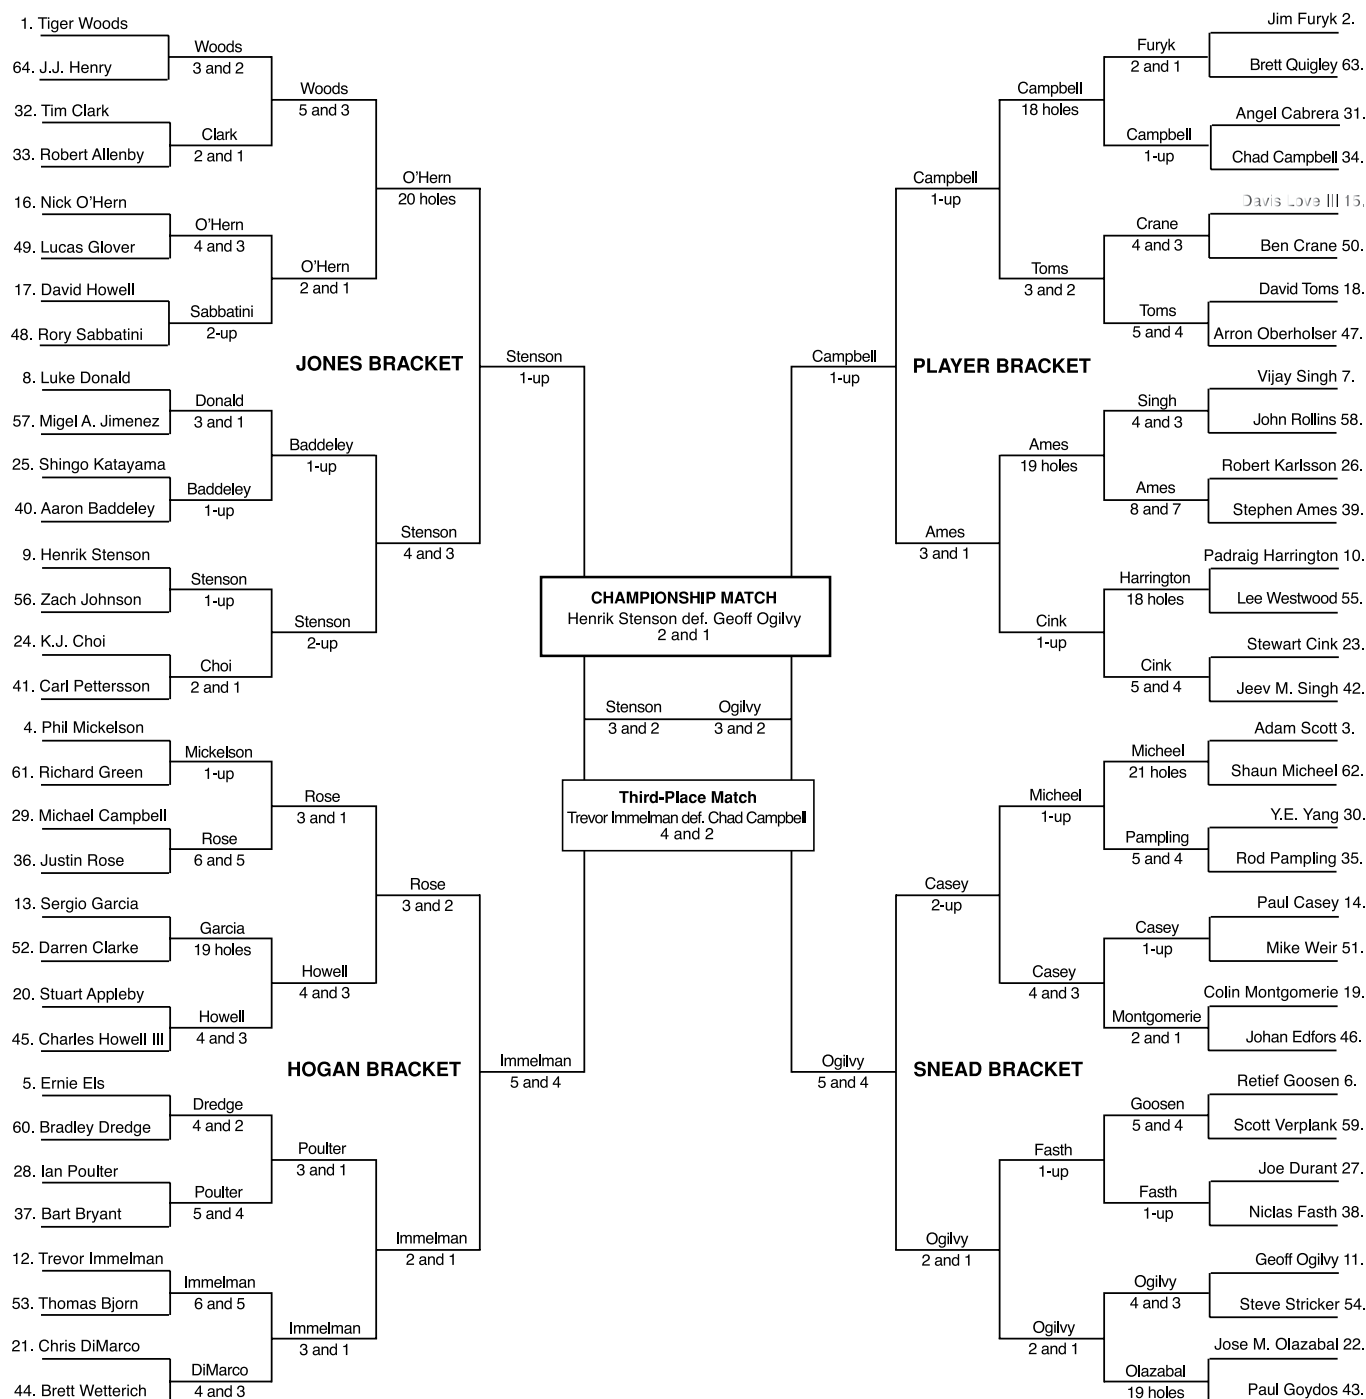 1. Tiger Woods
64. J.J. Henry
32. Tim Clark
33. Robert Allenby
16. Nick O'Hern
49. Lucas Glover
17. David Howell
48. Rory Sabbatini
8. Luke Donald
57. Migel A. Jimenez
25. Shingo Katayama
40. Aaron Baddeley
9. Henrik Stenson
56. Zach Johnson
24. K.J. Choi
41. Carl Pettersson
4. Phil Mickelson
61. Richard Green
29. Michael Campbell
36. Justin Rose
13. Sergio Garcia
52. Darren Clarke
20. Stuart Appleby
45. Charles Howell III
5. Ernie Els
60. Bradley Dredge
28. Ian Poulter
37. Bart Bryant
12. Trevor Immelman
53. Thomas Bjorn
21. Chris DiMarco
44. Brett Wetterich
Woods
3 and 2
Clark
2 and 1
O'Hern
4 and 3
Sabbatini
2-up
Donald
3 and 1
Baddeley
1-up
Stenson
1-up
Choi
2 and 1
Mickelson
1-up
Rose
6 and 5
Garcia
19 holes
Howell
4 and 3
Dredge
4 and 2
Poulter
5 and 4
Immelman
6 and 5
DiMarco
4 and 3
Woods
5 and 3
O'Hern
2 and 1
Baddeley
1-up
Stenson
2-up
Rose
3 and 1
Howell
4 and 3
Poulter
3 and 1
Immelman
3 and 1
O'Hern
20 holes
Stenson
4 and 3
Rose
3 and 2
Immelman
2 and 1
JONES BRACKET
HOGAN BRACKET
Stenson
1-up
Immelman
5 and 4
CHAMPIONSHIP MATCH
Henrik Stenson def. Geoff Ogilvy
2 and 1
Stenson
3 and 2
Ogilvy
3 and 2
Third-Place Match
Trevor Immelman def. Chad Campbell
4 and 2
Campbell
1-up
Ogilvy
5 and 4
PLAYER BRACKET
SNEAD BRACKET
Campbell
1-up
Ames
3 and 1
Casey
2-up
Ogilvy
2 and 1
Campbell
18 holes
Toms
3 and 2
Ames
19 holes
Cink
1-up
Micheel
1-up
Casey
4 and 3
Fasth
1-up
Ogilvy
2 and 1
Furyk
2 and 1
Campbell
1-up
Crane
4 and 3
Toms
5 and 4
Singh
4 and 3
Ames
8 and 7
Harrington
18 holes
Cink
5 and 4
Micheel
21 holes
Pampling
5 and 4
Casey
1-up
Montgomerie
2 and 1
Goosen
5 and 4
Fasth
1-up
Ogilvy
4 and 3
Olazabal
19 holes
Jim Furyk 2.
Brett Quigley 63.
Angel Cabrera 31.
Chad Campbell 34.
Davis Love III 15.
Ben Crane 50.
David Toms 18.
Arron Oberholser 47.
Vijay Singh 7.
John Rollins 58.
Robert Karlsson 26.
Stephen Ames 39.
Padraig Harrington 10.
Lee Westwood 55.
Stewart Cink 23.
Jeev M. Singh 42.
Adam Scott 3.
Shaun Micheel 62.
Y.E. Yang 30.
Rod Pampling 35.
Paul Casey 14.
Mike Weir 51.
Colin Montgomerie 19.
Johan Edfors 46.
Retief Goosen 6.
Scott Verplank 59.
Joe Durant 27.
Niclas Fasth 38.
Geoff Ogilvy 11.
Steve Stricker 54.
Jose M. Olazabal 22.
Paul Goydos 43.